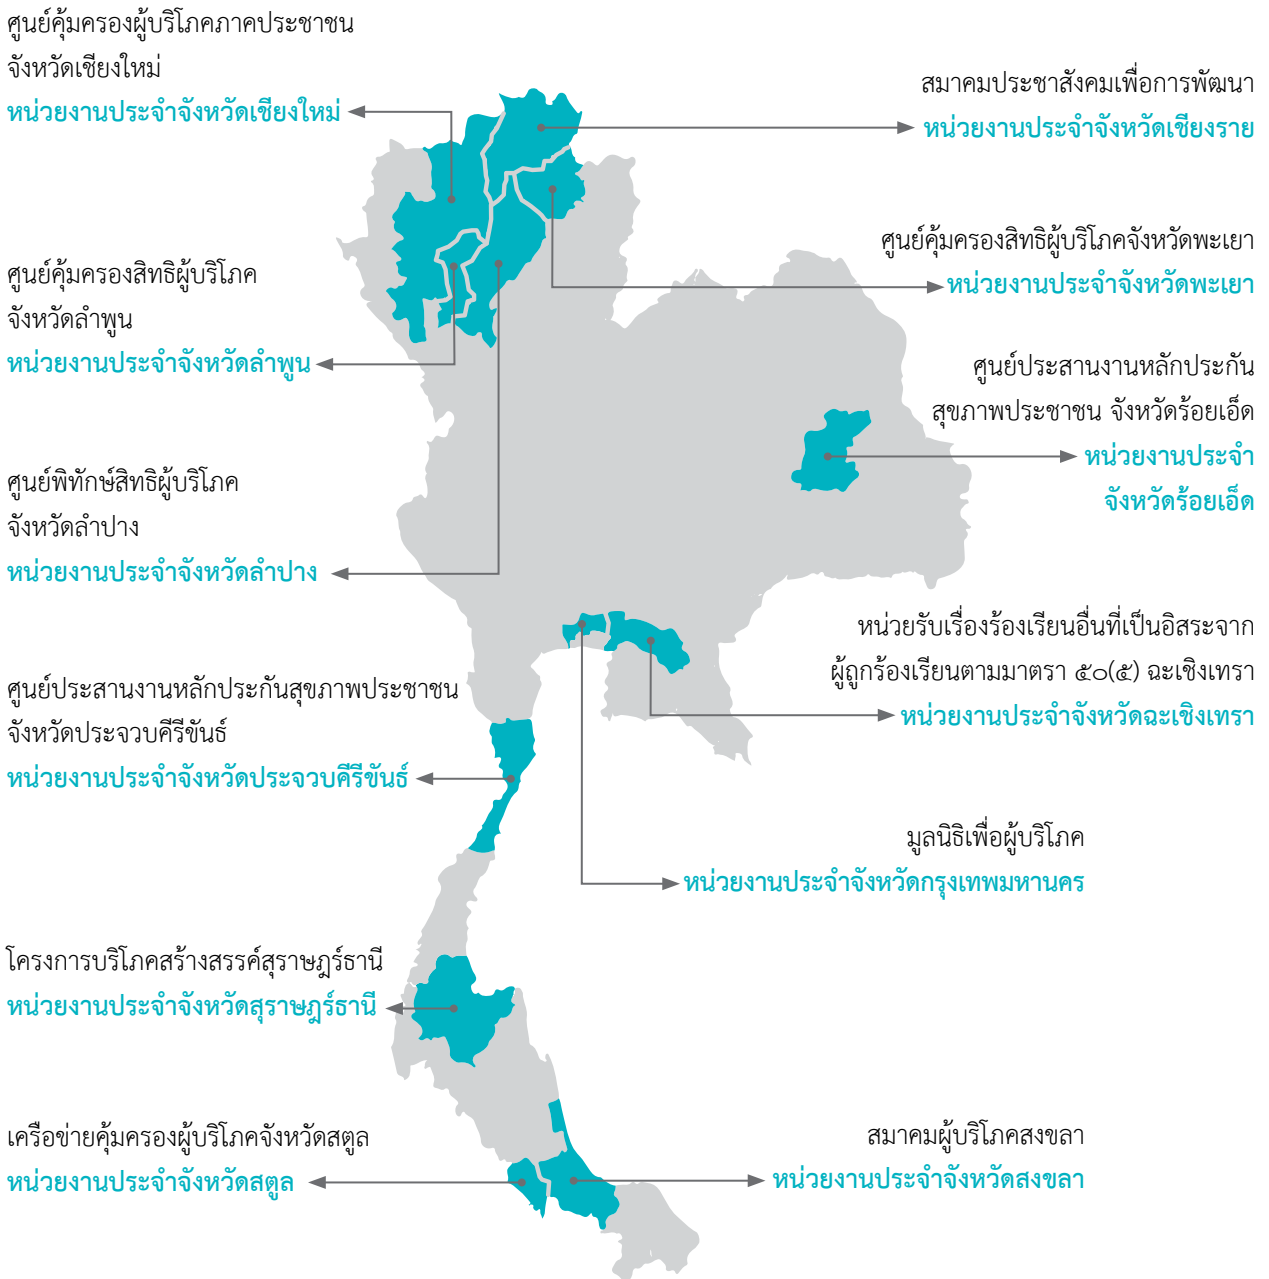 ศูนย์คุ้มครองผู้บริโภคภาคประชาชน
จังหวัดเชียงใหม่
หน่วยงานประจำจังหวัดเชียงใหม่
สมาคมประชาสังคมเพื่อการพัฒนา
หน่วยงานประจำจังหวัดเชียงราย
ศูนย์คุ้มครองสิทธิผู้บริโภคจังหวัดพะเยา
หน่วยงานประจำจังหวัดพะเยา
ศูนย์คุ้มครองสิทธิผู้บริโภค
จังหวัดลำพูน
หน่วยงานประจำจังหวัดลำพูน
ศูนย์ประสานงานหลักประกัน
สุขภาพประชาชน จังหวัดร้อยเอ็ด
หน่วยงานประจำ
จังหวัดร้อยเอ็ด
ศูนย์พิทักษ์สิทธิผู้บริโภค
จังหวัดลำปาง
หน่วยงานประจำจังหวัดลำปาง
หน่วยรับเรื่องร้องเรียนอื่นที่เป็นอิสระจาก
ผู้ถูกร้องเรียนตามมาตรา ๕๐(๕) ฉะเชิงเทรา
หน่วยงานประจำจังหวัดฉะเชิงเทรา
ศูนย์ประสานงานหลักประกันสุขภาพประชาชน
จังหวัดประจวบคีรีขันธ์
หน่วยงานประจำจังหวัดประจวบคีรีขันธ์
มูลนิธิเพื่อผู้บริโภค
หน่วยงานประจำจังหวัดกรุงเทพมหานคร
โครงการบริโภคสร้างสรรค์สุราษฎร์ธานี
หน่วยงานประจำจังหวัดสุราษฎร์ธานี
เครือข่ายคุ้มครองผู้บริโภคจังหวัดสตูล
หน่วยงานประจำจังหวัดสตูล
สมาคมผู้บริโภคสงขลา
หน่วยงานประจำจังหวัดสงขลา